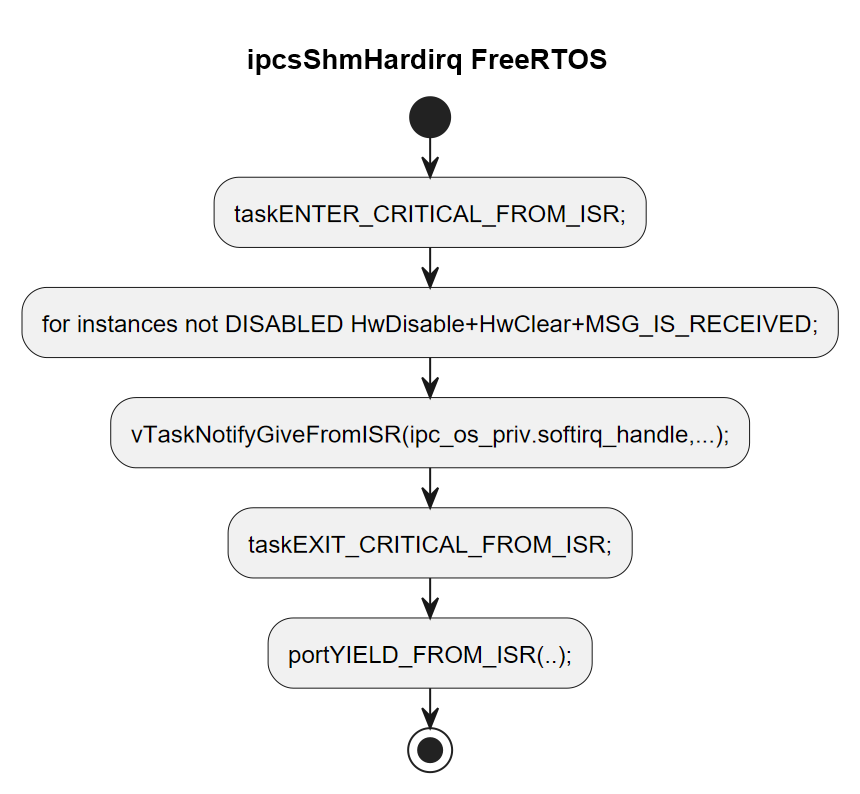 ipcsShmHardirq FreeRTOS
taskENTER_CRITICAL_FROM_ISR;
for instances not DISABLED HwDisable+HwClear+MSG_IS_RECEIVED;
vTaskNotifyGiveFromISR(ipc_os_priv.softirq_handle,...);
taskEXIT_CRITICAL_FROM_ISR;
portYIELD_FROM_ISR(..);